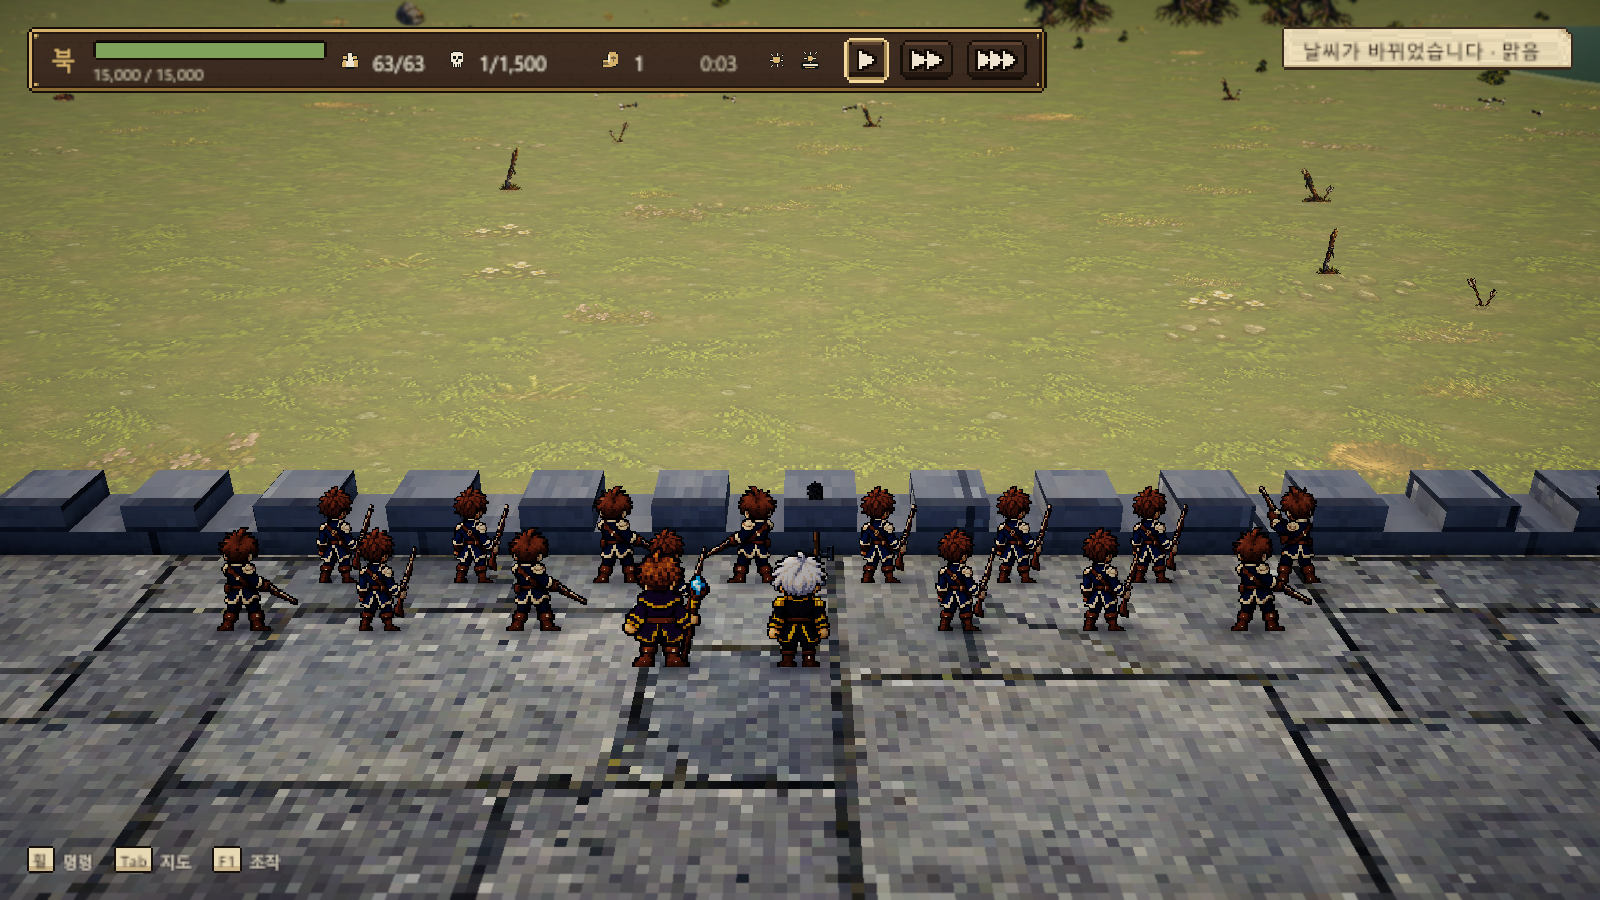 북
15,000 / 15,000
63/63
1/1,500
1
0:03
날씨가 바뀌었습니다 · 맑음
휠 명령 Tab 지도 F1 조작